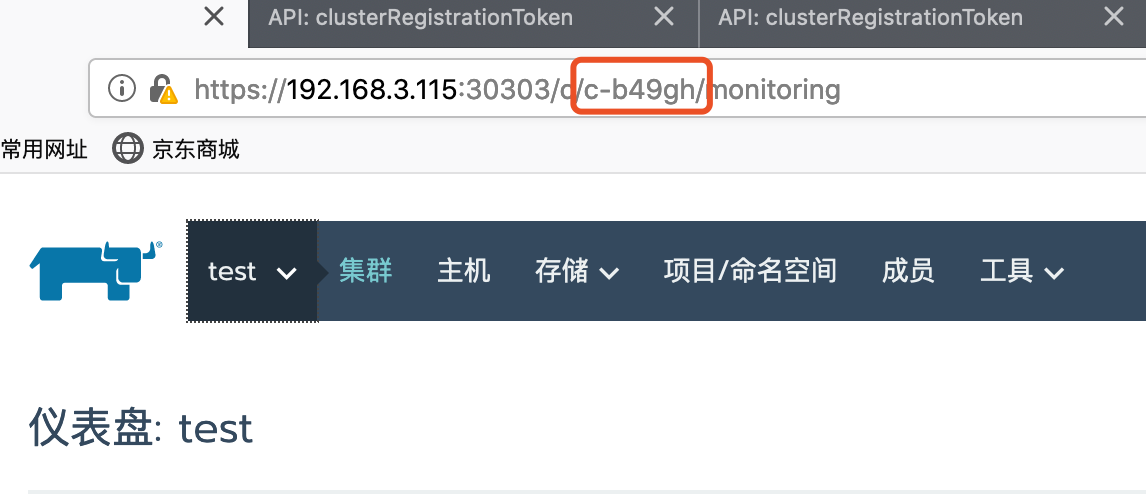 API: clusterRegistrationToken API: clusterRegistrationToken
https://192.168.3.115:30303/c/c-b49gh/monitoring
常用网址 京东商城
test 集群 主机 存储 项目/命名空间 成员 工具
仪表盘: test